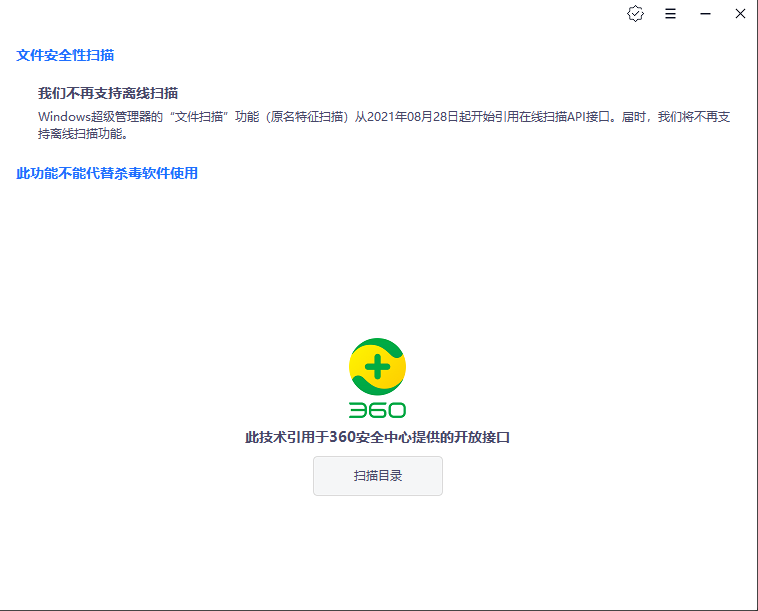 文件安全性扫描
我们不再支持离线扫描
Windows超级管理器的“文件扫描”功能（原名特征扫描）从2021年08月28日起开始引用在线扫描API接口。届时，我们将不再支
持离线扫描功能。
此功能不能代替杀毒软件使用
360
此技术引用于360安全中心提供的开放接口
扫描目录